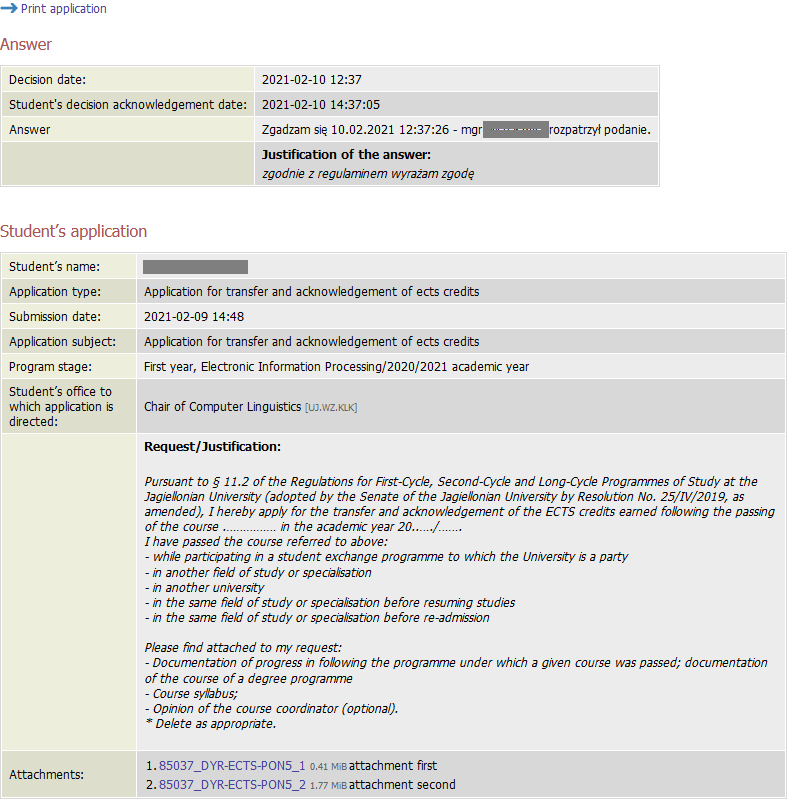 Print application
Answer
Decision date: 2021-02-10 12:37
Student's decision acknowledgement date: 2021-02-10 14:37:05
Answer Zgadzam się 10.02.2021 12:37:26 - mgr rozpatrzył podanie.
Justification of the answer:
zgodnie z regulaminem wyrażam zgodę
Student’s application
Student’s name:
Application type: Application for transfer and acknowledgement of ects credits
Submission date: 2021-02-09 14:48
Application subject: Application for transfer and acknowledgement of ects credits
Program stage: First year, Electronic Information Processing/2020/2021 academic year
Student’s office to
which application is
directed:
Chair of Computer Linguistics [UJ.WZ.KLK]
Request/Justification:
Pursuant to § 11.2 of the Regulations for First-Cycle, Second-Cycle and Long-Cycle Programmes of Study at the
Jagiellonian University (adopted by the Senate of the Jagiellonian University by Resolution No. 25/IV/2019, as
amended), I hereby apply for the transfer and acknowledgement of the ECTS credits earned following the passing
of the course ................ in the academic year 20....../.......
I have passed the course referred to above:
- while participating in a student exchange programme to which the University is a party
- in another field of study or specialisation
- in another university
- in the same field of study or specialisation before resuming studies
- in the same field of study or specialisation before re-admission
Please find attached to my request:
- Documentation of progress in following the programme under which a given course was passed; documentation
of the course of a degree programme
- Course syllabus;
- Opinion of the course coordinator (optional).
* Delete as appropriate.
Attachments:
1. 85037_DYR-ECTS-PON5_1 0.41 MiB attachment first
2. 85037_DYR-ECTS-PON5_2 1.77 MiB attachment second